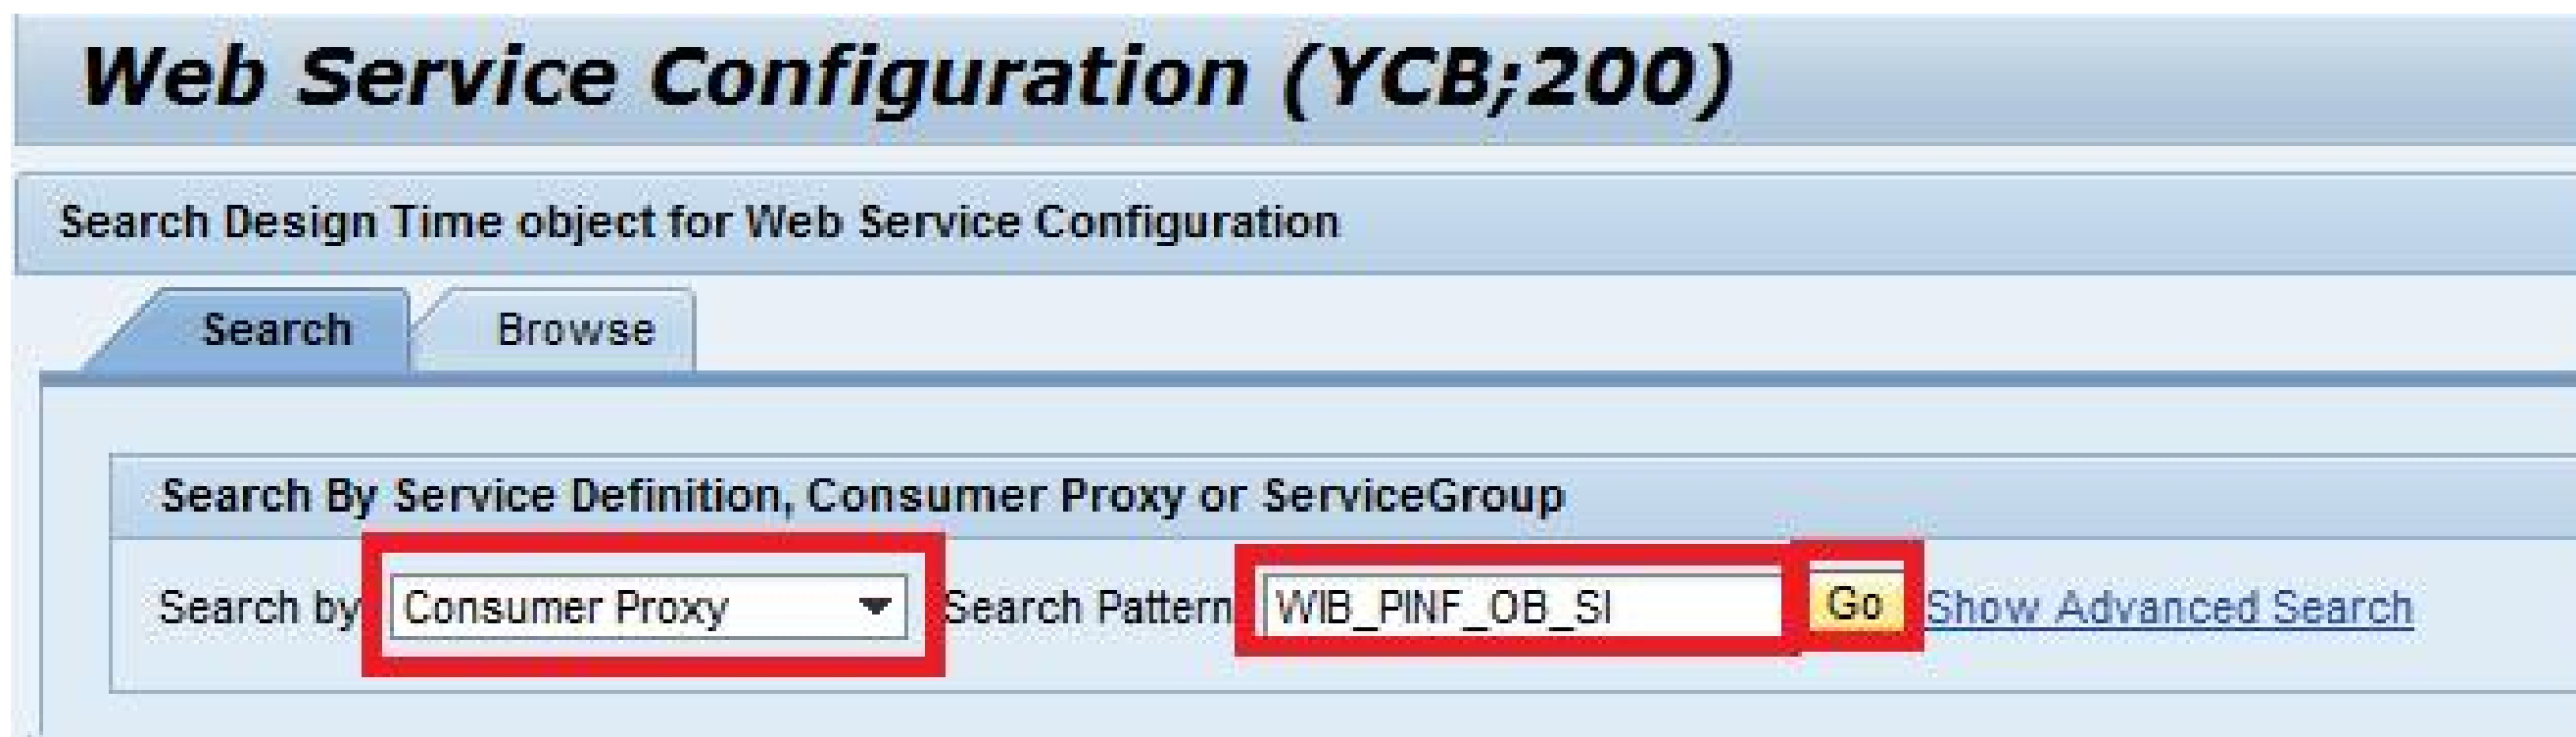 Web Service Configuration (YCB;200)
Search Design Time object for Web Service Configuration
Search Browse
Search By Service Definition, Consumer Proxy or ServiceGroup
Search by Consumer Proxy Search Pattern WIB_PINF_OB_SI Go Show Advanced Search